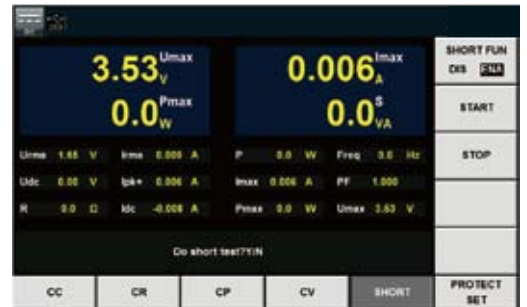 3.53 V Umax 0.006 A Imax
0.0 W Pmax 0.0 VA S
SHORT FUN
DIS ENA
START
STOP
Urms 1.65 V Irms 0.000 A P 0.0 W Freq 0.0 Hz
Udc 0.00 V Ipk+ 0.006 A Imax 0.006 A PF 1.000
R 0.0 Ω Idc A Pmax 0.0 W Umax 3.53 V
Do short test?Y/N
CC CR CP CV SHORT
PROTECT
SET